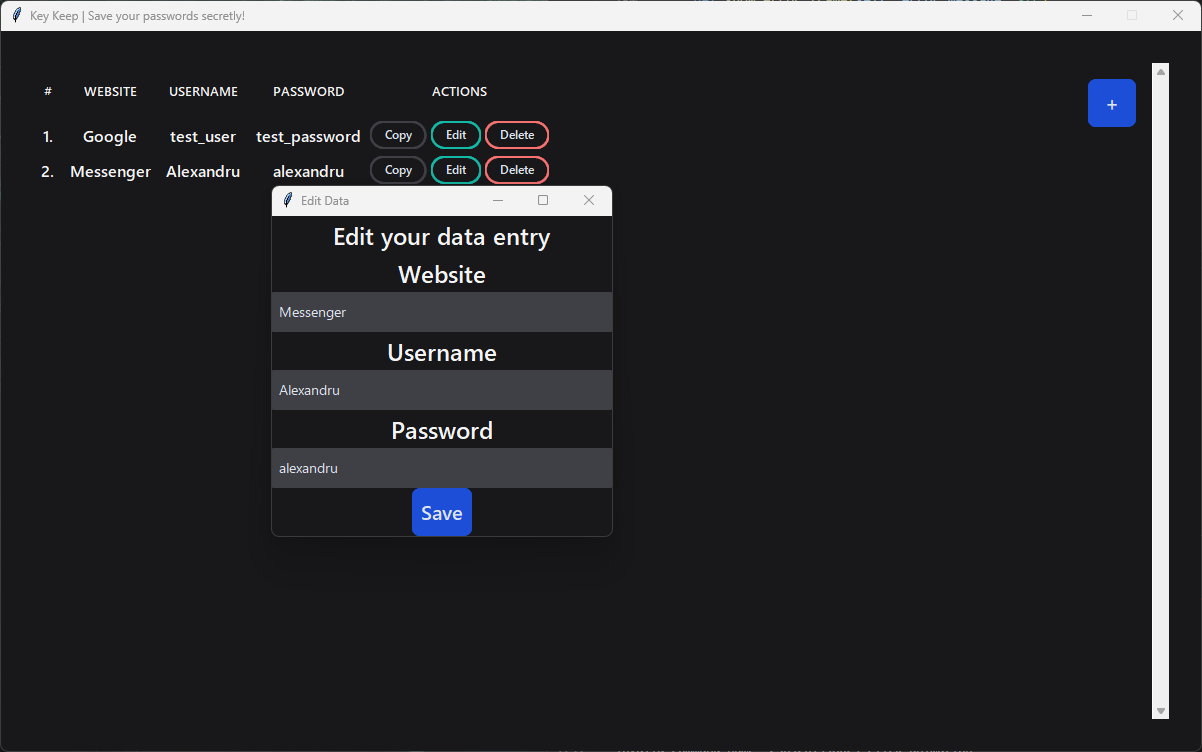 Key Keep | Save your passwords secretly!
# WEBSITE USERNAME PASSWORD ACTIONS
+
1. Google test_user test_password Copy Edit Delete
2. Messenger Alexandru alexandru Copy Edit Delete
Edit Data
Edit your data entry
Website
Messenger
Username
Alexandru
Password
alexandru
Save